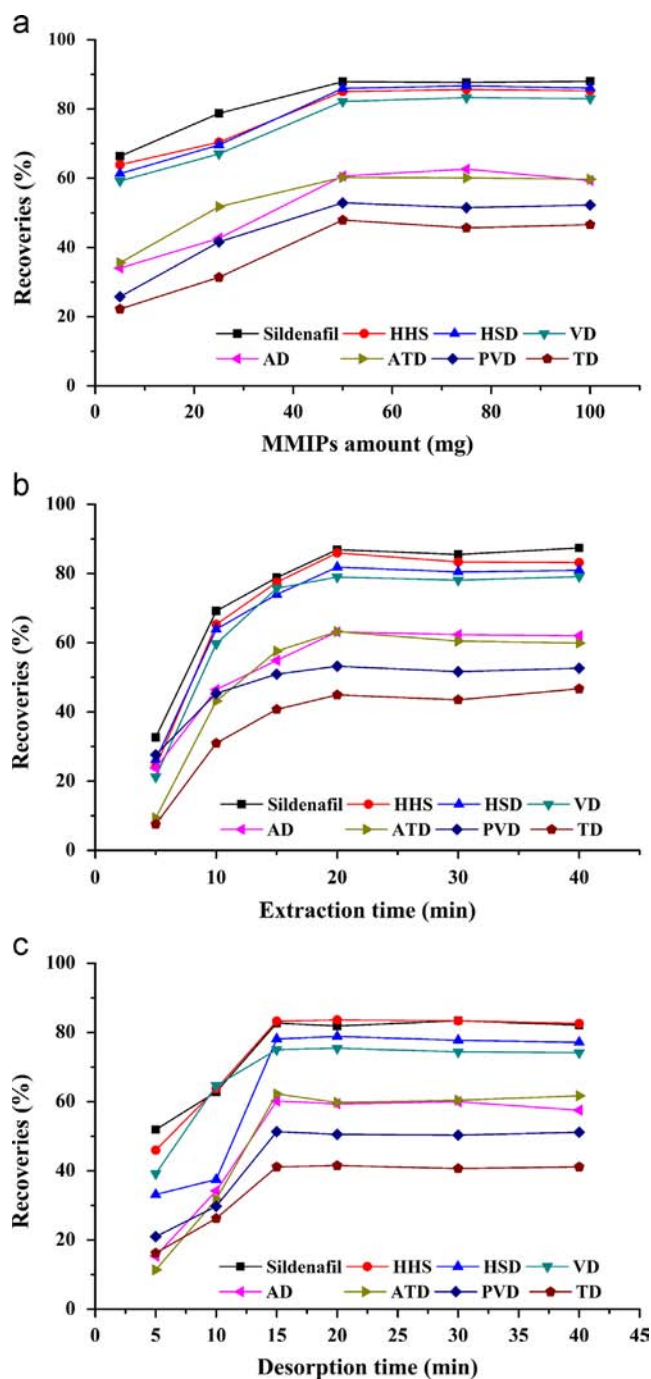 a
100
80
60
40
20
0
Recoveries (%)
Sildenafil HHS HSD VD
AD ATD PVD TD
0 20 40 60 80 100
MMIPs amount (mg)
b
100
80
60
40
20
0
Recoveries (%)
Sildenafil HHS HSD VD
AD ATD PVD TD
0 10 20 30 40
Extraction time (min)
c
100
80
60
40
20
0
Recoveries (%)
Sildenafil HHS HSD VD
AD ATD PVD TD
0 5 10 15 20 25 30 35 40 45
Desorption time (min)